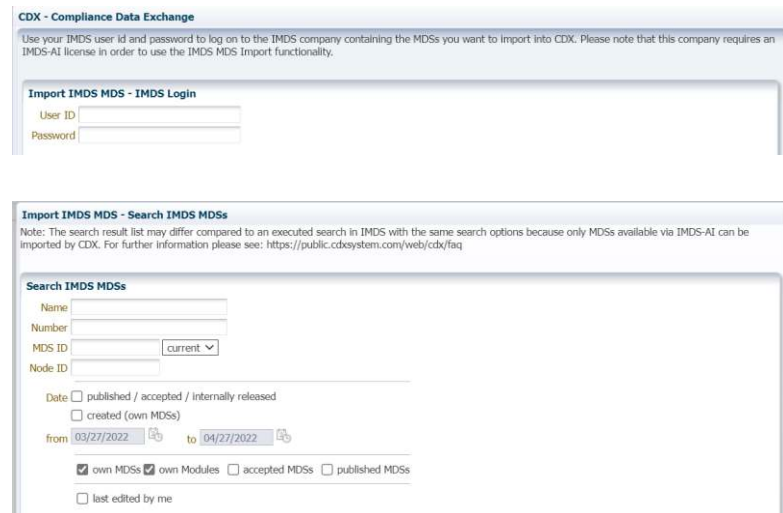 CDX - Compliance Data Exchange
Use your IMDS user id and password to log on to the IMDS company containing the MDSs you want to import into CDX. Please note that this company requires an
IMDS-AI license in order to use the IMDS MDS Import functionality.
Import IMDS MDS - IMDS Login
User ID
Password
Import IMDS MDS - Search IMDS MDSs
Note: The search result list may differ compared to an executed search in IMDS with the same search options because only MDSs available via IMDS-AI can be
imported by CDX. For further information please see: https://public.cdxsystem.com/web/cdx/faq
Search IMDS MDSs
Name
Number
MDS ID current
Node ID
Date published / accepted / internally released
created (own MDSs)
from 03/27/2022 to 04/27/2022
own MDSs own Modules accepted MDSs published MDSs
last edited by me